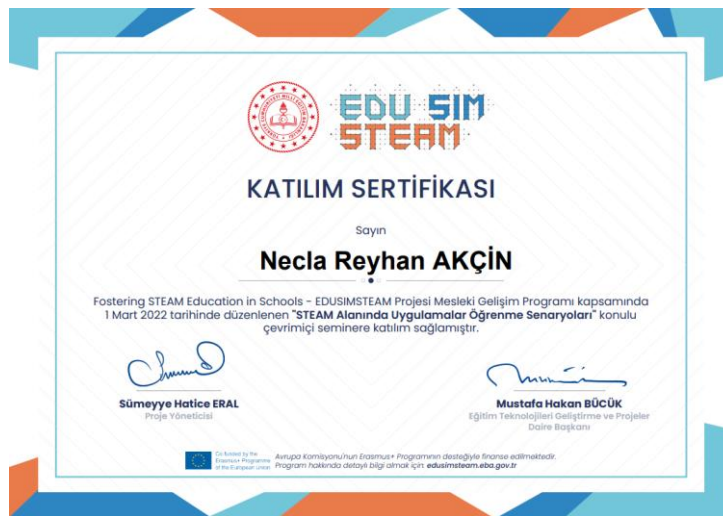 EDU SIM
STEAM
KATILIM SERTİFİKASI
Sayın
Necla Reyhan AKÇİN
Fostering STEAM Education in Schools - EDUSIMSTEAM Projesi Mesleki Gelişim Programı kapsamında
1 Mart 2022 tarihinde düzenlenen "STEAM Alanında Uygulamalar Öğrenme Senaryoları" konulu
çevrimiçi seminere katılım sağlamıştır.
Sümeyye Hatice ERAL
Proje Yöneticisi
Mustafa Hakan BÜCÜK
Eğitim Teknolojileri Geliştirme ve Projeler
Daire Başkanı
Co-funded by the
Erasmus+ Programme
of the European Union
Avrupa Komisyonu'nun Erasmus+ Programının desteğiyle finanse edilmektedir.
Program hakkında detaylı bilgi almak için: edusimsteam.eba.gov.tr